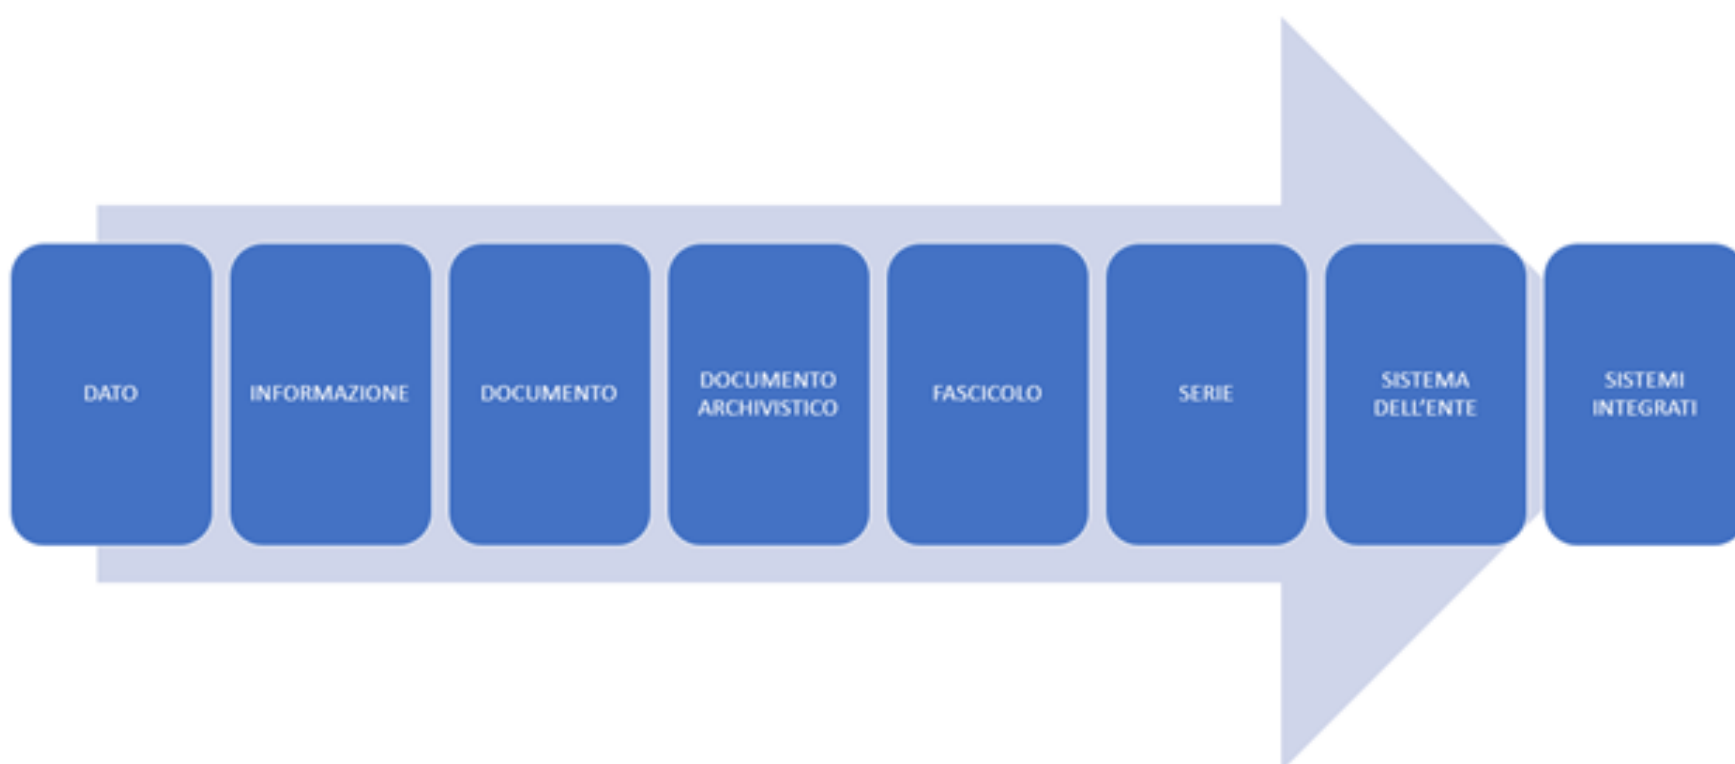 DATO
INFORMAZIONE
DOCUMENTO
DOCUMENTO
ARCHIVISTICO
FASCICOLO
SERIE
SISTEMA
DELL'ENTE
SISTEMI
INTEGRATI